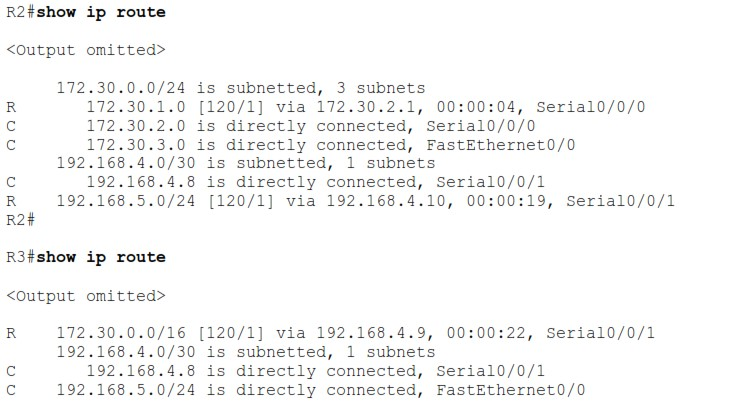 R2#show ip route
<Output omitted>
172.30.0.0/24 is subnetted, 3 subnets
R 172.30.1.0 [120/1] via 172.30.2.1, 00:00:04, Serial0/0/0
C 172.30.2.0 is directly connected, Serial0/0/0
C 172.30.3.0 is directly connected, FastEthernet0/0
192.168.4.0/30 is subnetted, 1 subnets
C 192.168.4.8 is directly connected, Serial0/0/1
R 192.168.5.0/24 [120/1] via 192.168.4.10, 00:00:19, Serial0/0/1
R2#
R3#show ip route
<Output omitted>
R 172.30.0.0/16 [120/1] via 192.168.4.9, 00:00:22, Serial0/0/1
192.168.4.0/30 is subnetted, 1 subnets
C 192.168.4.8 is directly connected, Serial0/0/1
C 192.168.5.0/24 is directly connected, FastEthernet0/0